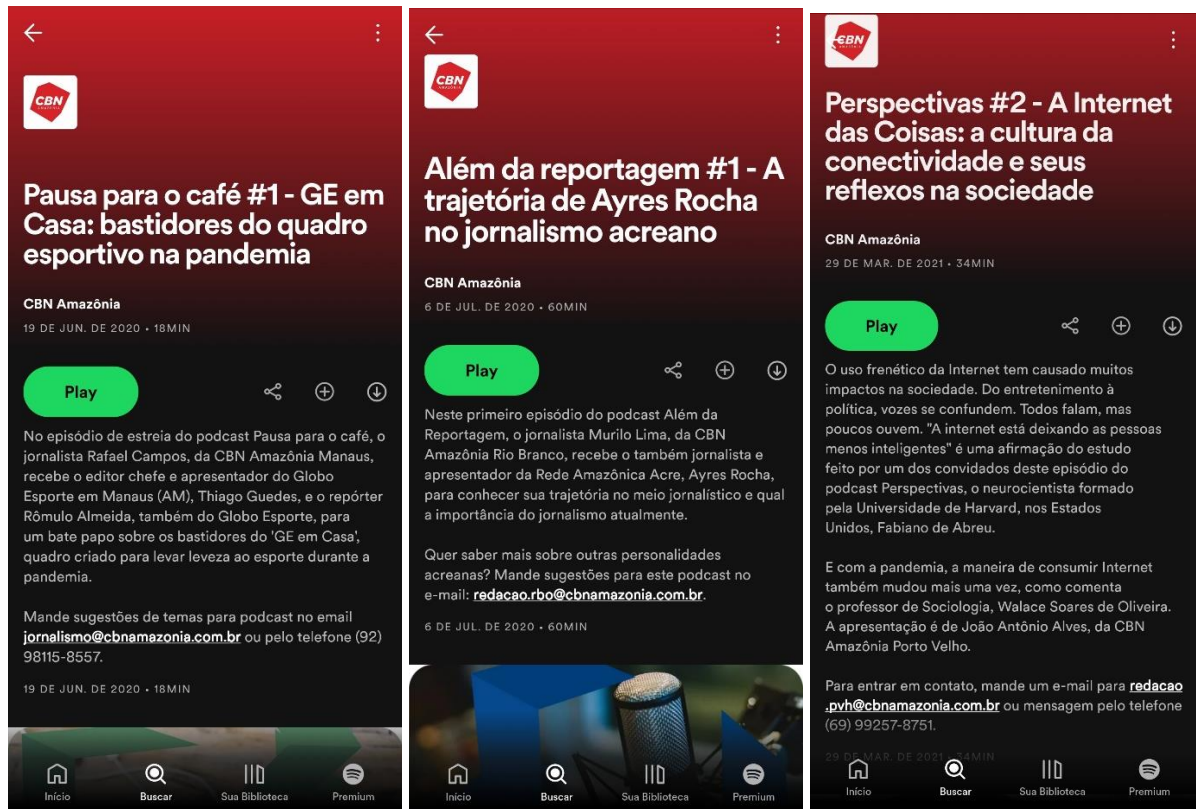 CBN
AMAZÔNIA
Pausa para o café #1 - GE em
Casa: bastidores do quadro
esportivo na pandemia
CBN Amazônia
19 DE JUN. DE 2020 • 18MIN
Play
No episódio de estreia do podcast Pausa para o café, o
jornalista Rafael Campos, da CBN Amazônia Manaus,
recebe o editor chefe e apresentador do Globo
Esporte em Manaus (AM), Thiago Guedes, e o repórter
Rômulo Almeida, também do Globo Esporte, para
um bate papo sobre os bastidores do 'GE em Casa',
quadro criado para levar leveza ao esporte durante a
pandemia.
Mande sugestões de temas para podcast no email
jornalismo@cbnamazonia.com.br ou pelo telefone (92)
98115-8557.
19 DE JUN. DE 2020 • 18MIN
Início
Buscar
Sua Biblioteca
Premium
CBN
AMAZÔNIA
Além da reportagem #1 - A
trajetória de Ayres Rocha
no jornalismo acreano
CBN Amazônia
6 DE JUL. DE 2020 • 60MIN
Play
Neste primeiro episódio do podcast Além da
Reportagem, o jornalista Murilo Lima, da CBN
Amazônia Rio Branco, recebe o também jornalista e
apresentador da Rede Amazônica Acre, Ayres Rocha,
para conhecer sua trajetória no meio jornalístico e qual
a importância do jornalismo atualmente.
Quer saber mais sobre outras personalidades
acreanas? Mande sugestões para este podcast no
e-mail: redacao.rbo@cbnamazonia.com.br.
6 DE JUL. DE 2020 • 60MIN
Início
Buscar
Sua Biblioteca
Premium
CBN
AMAZÔNIA
Perspectivas #2 - A Internet
das Coisas: a cultura da
conectividade e seus
reflexos na sociedade
CBN Amazônia
29 DE MAR. DE 2021 • 34MIN
Play
O uso frenético da Internet tem causado muitos
impactos na sociedade. Do entretenimento à
política, vozes se confundem. Todos falam, mas
poucos ouvem. "A internet está deixando as pessoas
menos inteligentes" é uma afirmação do estudo
feito por um dos convidados deste episódio do
podcast Perspectivas, o neurocientista formado
pela Universidade de Harvard, nos Estados
Unidos, Fabiano de Abreu.
E com a pandemia, a maneira de consumir Internet
também mudou mais uma vez, como comenta
o professor de Sociologia, Walace Soares de Oliveira.
A apresentação é de João Antônio Alves, da CBN
Amazônia Porto Velho.
Para entrar em contato, mande um e-mail para redacao
.pvh@cbnamazonia.com.br ou mensagem pelo telefone
(69) 99257-8751.
29 DE MAR. DE 2021 • 34MIN
Início
Buscar
Sua Biblioteca
Premium